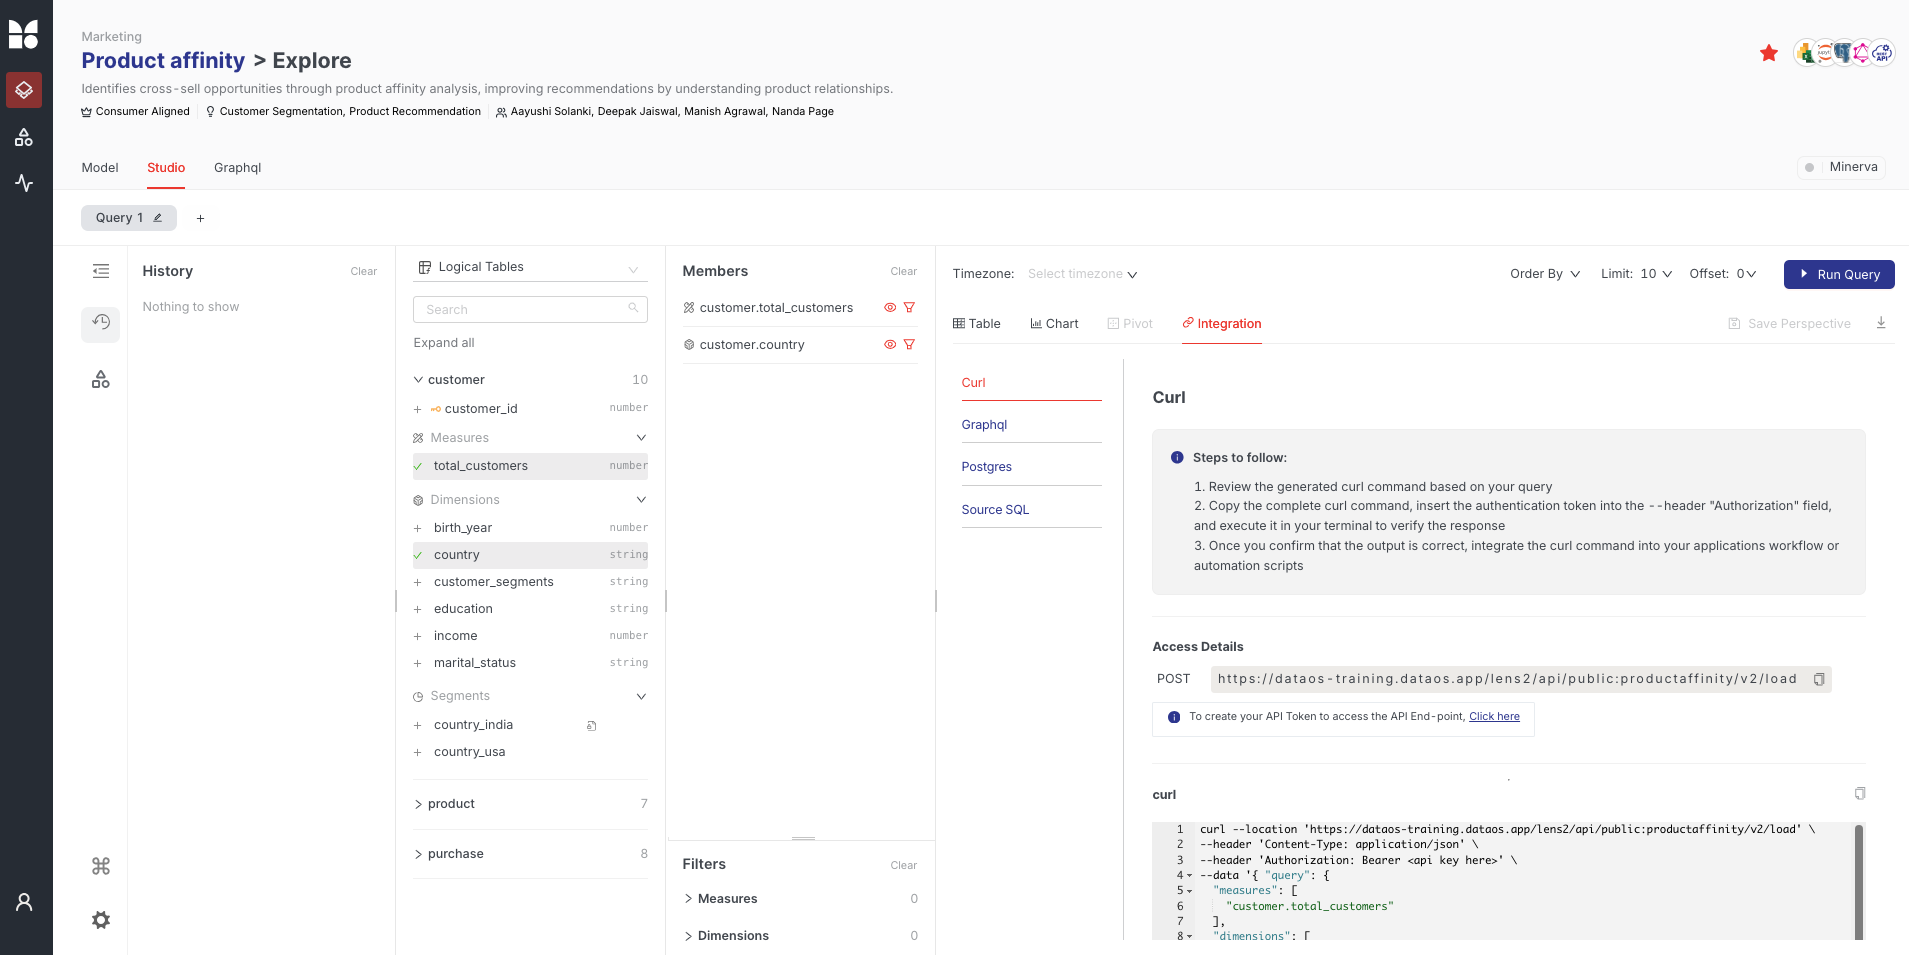 Marketing
Product affinity > Explore
Identifies cross-sell opportunities through product affinity analysis, improving recommendations by understanding product relationships.
Consumer Aligned
Customer Segmentation, Product Recommendation
Aayushi Solanki, Deepak Jaiswal, Manish Agrawal, Nanda Page
Model
Studio
Graphql
Minerva
Query 1
+
History
Clear
Nothing to show
Logical Tables
Search
Expand all
customer 10
customer_id number
Measures
total_customers number
Dimensions
birth_year number
country string
customer_segments string
education string
income number
marital_status string
Segments
country_india
country_usa
product 7
purchase 8
Members
Clear
customer.total_customers
customer.country
Filters
Clear
Measures 0
Dimensions 0
Timezone: Select timezone
Order By
Limit: 10
Offset: 0
Run Query
Table
Chart
Pivot
Integration
Save Perspective
Curl
Graphql
Postgres
Source SQL
Curl
Steps to follow:
1. Review the generated curl command based on your query
2. Copy the complete curl command, insert the authentication token into the --header "Authorization" field,
and execute it in your terminal to verify the response
3. Once you confirm that the output is correct, integrate the curl command into your applications workflow or
automation scripts
Access Details
POST https://dataos-training.dataos.app/lens2/api/public:productaffinity/v2/load
To create your API Token to access the API End-point, Click here
curl
1 curl --location 'https://dataos-training.dataos.app/lens2/api/public:productaffinity/v2/load' \
2 --header 'Content-Type: application/json' \
3 --header 'Authorization: Bearer <api key here>' \
4 --data '{ "query": {
5 "measures": [
6 "customer.total_customers"
7 ],
8 "dimensions": [